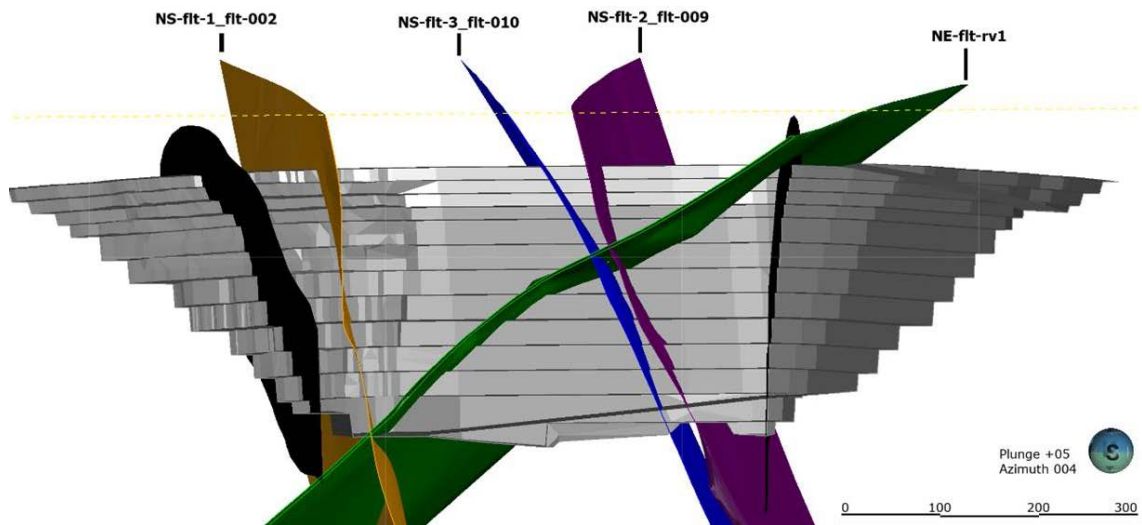 NS-flt-1_flt-002
NS-flt-3_flt-010
NS-flt-2_flt-009
NE-flt-rv1
Plunge +05
Azimuth 004
S
0 100 200 300